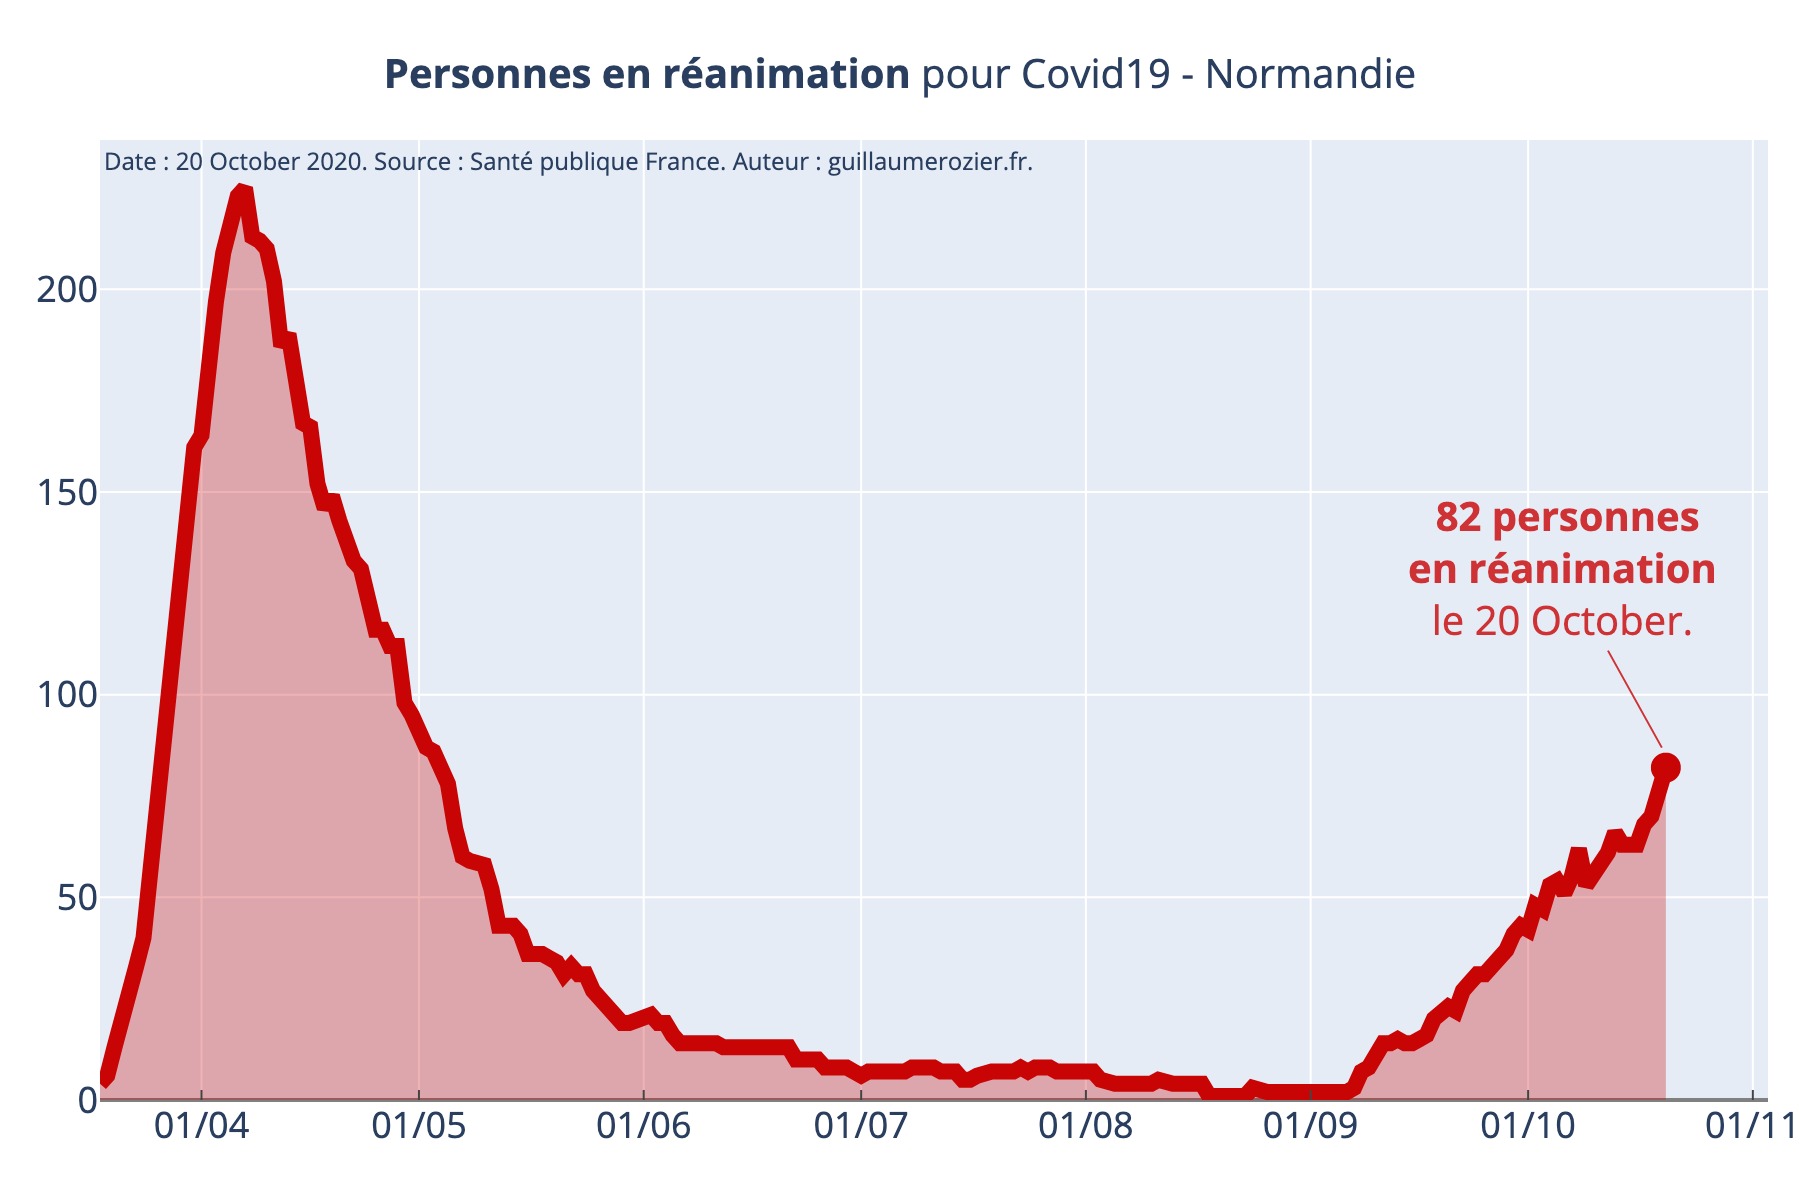 Personnes en réanimation pour Covid19 - Normandie
Date : 20 October 2020. Source : Santé publique France. Auteur : guillaumerozier.fr.
200
150
82 personnes
en réanimation
le 20 October.
100
50
0
01/04 01/05 01/06 01/07 01/08 01/09 01/10 01/11